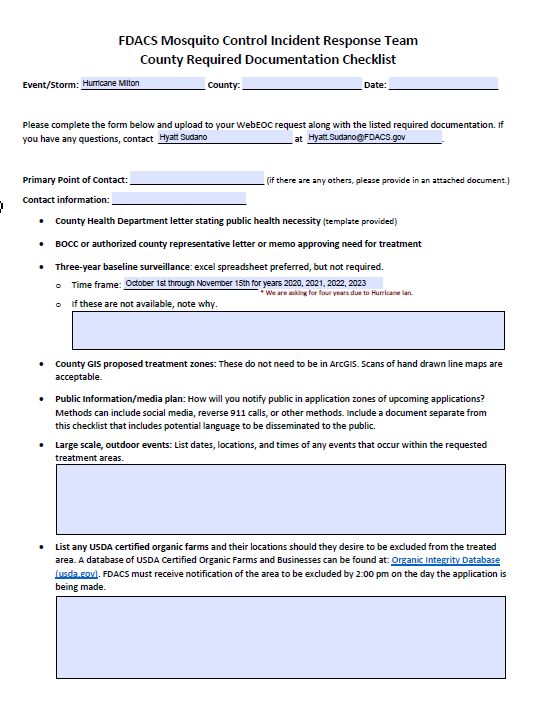 FDACS Mosquito Control Incident Response Team
County Required Documentation Checklist
Event/Storm: Hurricane Milton County: Date:
Please complete the form below and upload to your WebEOC request along with the listed required documentation. If
you have any questions, contact Hyatt Sudano at Hyatt.Sudano@FDACS.gov.
Primary Point of Contact: (if there are any others, please provide in an attached document.)
Contact information:
• County Health Department letter stating public health necessity (template provided)
• BOCC or authorized county representative letter or memo approving need for treatment
• Three-year baseline surveillance: excel spreadsheet preferred, but not required.
o Time frame: October 1st through November 15th for years 2020, 2021, 2022, 2023
* We are asking for four years due to Hurricane Ian.
o If these are not available, note why.
• County GIS proposed treatment zones: These do not need to be in ArcGIS. Scans of hand drawn line maps are
acceptable.
• Public Information/media plan: How will you notify public in application zones of upcoming applications?
Methods can include social media, reverse 911 calls, or other methods. Include a document separate from
this checklist that includes potential language to be disseminated to the public.
• Large scale, outdoor events: List dates, locations, and times of any events that occur within the requested
treatment areas.
• List any USDA certified organic farms and their locations should they desire to be excluded from the treated
area. A database of USDA Certified Organic Farms and Businesses can be found at: Organic Integrity Database
(usda.gov). FDACS must receive notification of the area to be excluded by 2:00 pm on the day the application is
being made.